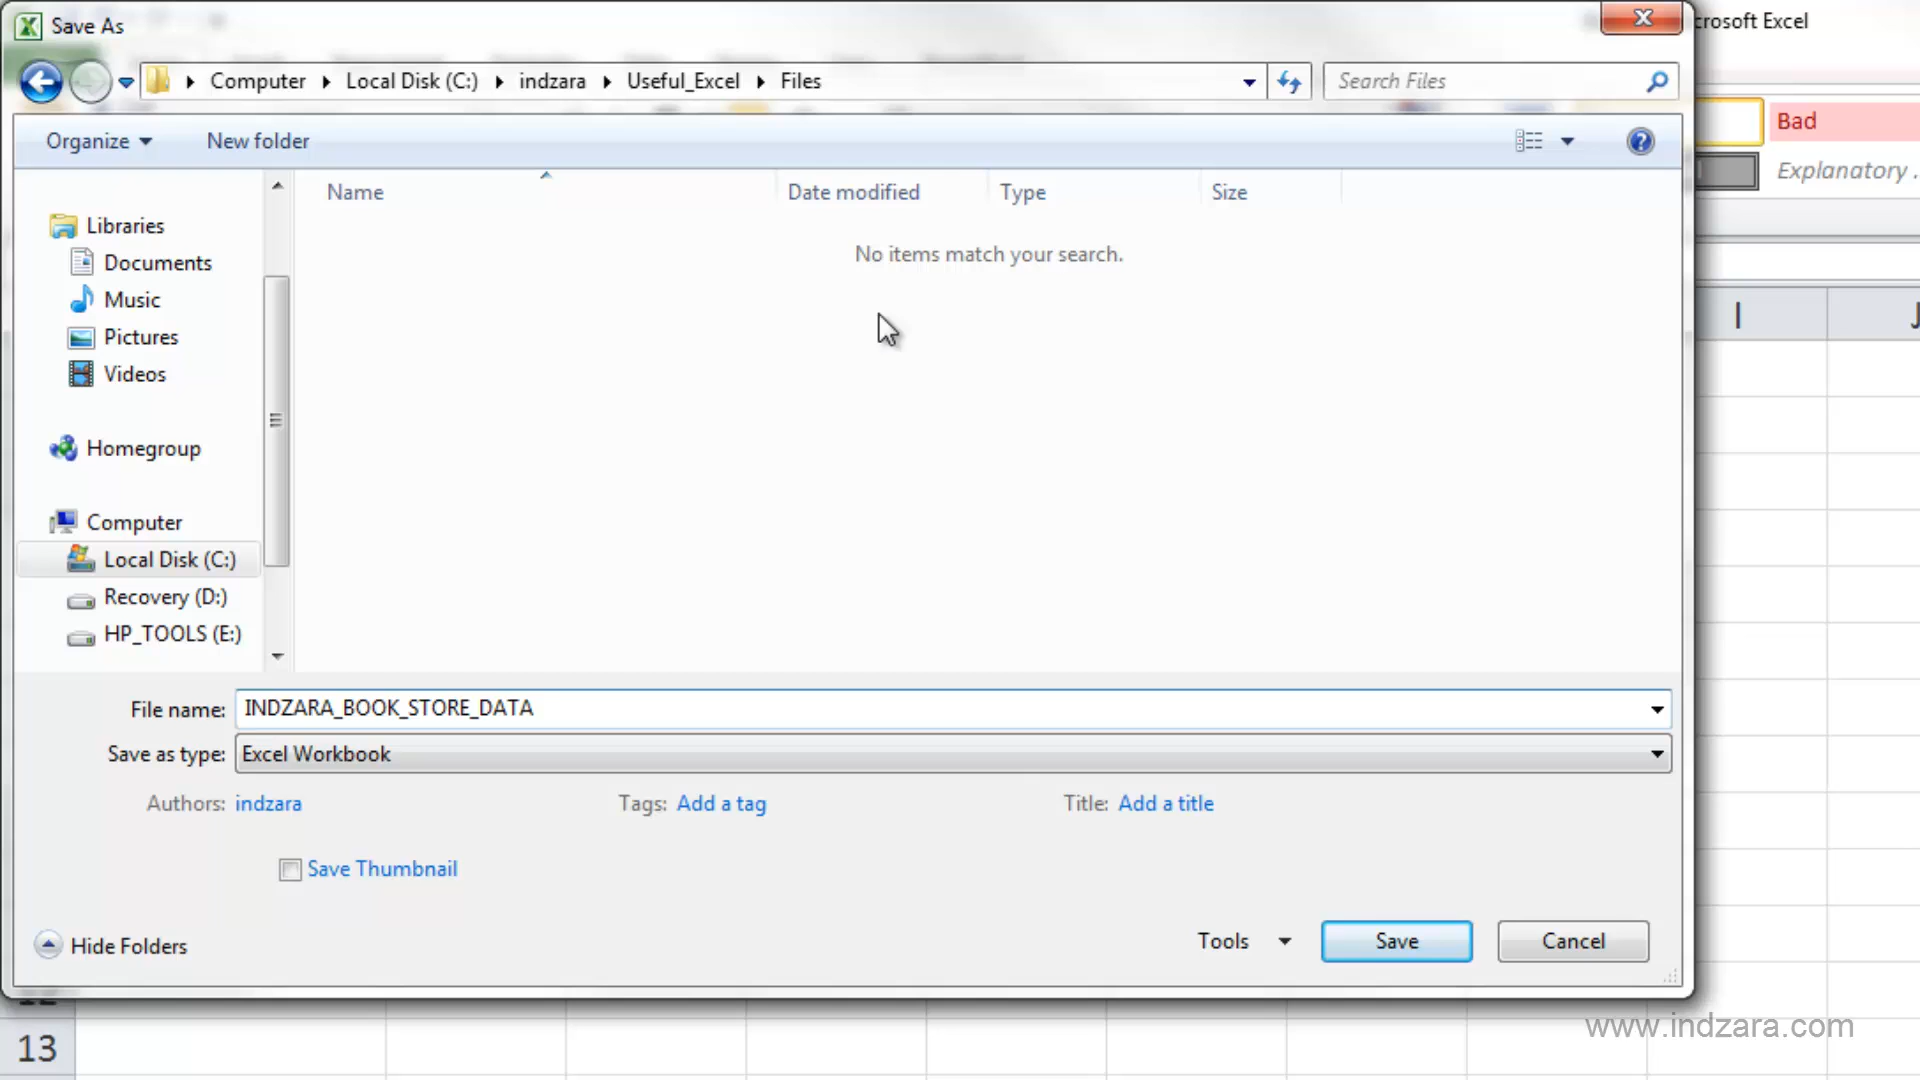 Save As
crosoft Excel
Computer Local Disk (C:) indzara Useful_Excel Files
Search Files
Organize
New folder
Bad
Explanatory ...
Name
Date modified
Type
Size
No items match your search.
Libraries
Documents
Music
Pictures
Videos
Homegroup
Computer
Local Disk (C:)
Recovery (D:)
HP_TOOLS (E:)
I
J
File name: INDZARA_BOOK_STORE_DATA
Save as type: Excel Workbook
Authors: indzara
Tags: Add a tag
Title: Add a title
Save Thumbnail
Hide Folders
Tools
Save
Cancel
13
www.indzara.com